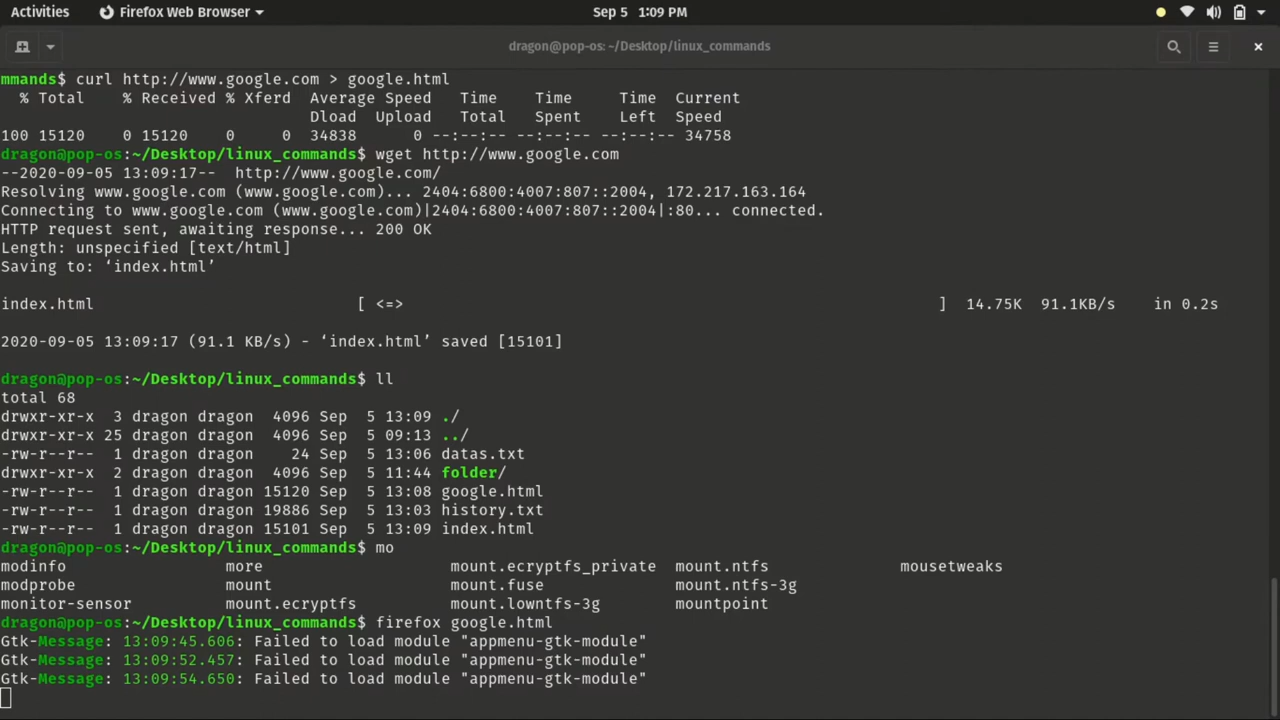 Activities Firefox Web Browser Sep 5 1:09 PM
dragon@pop-os: ~/Desktop/linux_commands
mmands$ curl http://www.google.com > google.html
% Total % Received % Xferd Average Speed Time Time Time Current
Dload Upload Total Spent Left Speed
100 15120 0 15120 0 0 34838 0 --:--:-- --:--:-- --:--:-- 34758
dragon@pop-os:~/Desktop/linux_commands$ wget http://www.google.com
--2020-09-05 13:09:17-- http://www.google.com/
Resolving www.google.com (www.google.com)... 2404:6800:4007:807::2004, 172.217.163.164
Connecting to www.google.com (www.google.com)|2404:6800:4007:807::2004|:80... connected.
HTTP request sent, awaiting response... 200 OK
Length: unspecified [text/html]
Saving to: ‘index.html’
index.html [ <=> ] 14.75K 91.1KB/s in 0.2s
2020-09-05 13:09:17 (91.1 KB/s) - ‘index.html’ saved [15101]
dragon@pop-os:~/Desktop/linux_commands$ ll
total 68
drwxr-xr-x 3 dragon dragon 4096 Sep 5 13:09 ./
drwxr-xr-x 25 dragon dragon 4096 Sep 5 09:13 ../
-rw-r--r-- 1 dragon dragon 24 Sep 5 13:06 datas.txt
drwxr-xr-x 2 dragon dragon 4096 Sep 5 11:44 folder/
-rw-r--r-- 1 dragon dragon 15120 Sep 5 13:08 google.html
-rw-r--r-- 1 dragon dragon 19886 Sep 5 13:03 history.txt
-rw-r--r-- 1 dragon dragon 15101 Sep 5 13:09 index.html
dragon@pop-os:~/Desktop/linux_commands$ mo
modinfo more mount.ecryptfs_private mount.ntfs mousetweaks
modprobe mount mount.fuse mount.ntfs-3g
monitor-sensor mount.ecryptfs mount.lowntfs-3g mountpoint
dragon@pop-os:~/Desktop/linux_commands$ firefox google.html
Gtk-Message: 13:09:45.606: Failed to load module "appmenu-gtk-module"
Gtk-Message: 13:09:52.457: Failed to load module "appmenu-gtk-module"
Gtk-Message: 13:09:54.650: Failed to load module "appmenu-gtk-module"